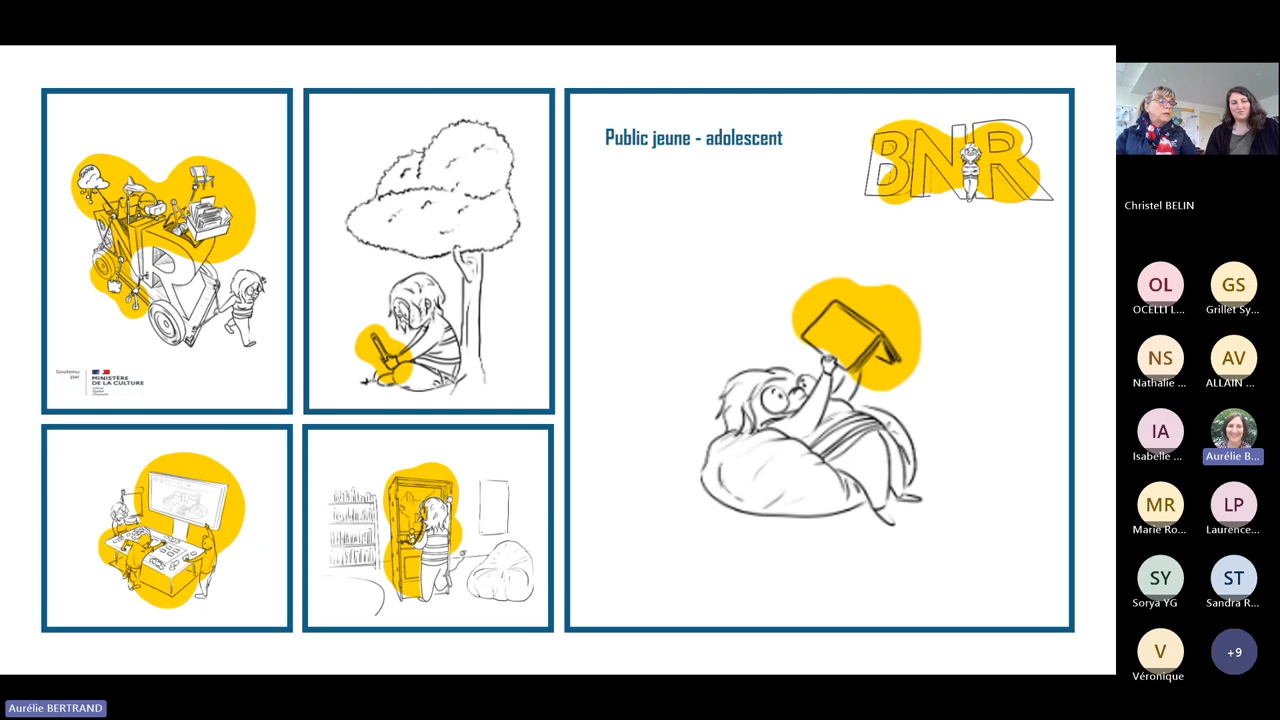 Public jeune - adolescent
BNR
Soutenu
par
MINISTÈRE
DE LA CULTURE
Christel BELIN
OL
GS
OCELLI L...
Grillet Sy...
NS
AV
Nathalie ...
ALLAIN ...
IA
Isabelle ...
Aurélie B...
MR
LP
Marie Ro...
Laurence...
SY
ST
Sorya YG
Sandra R...
V
+9
Véronique
Aurélie BERTRAND